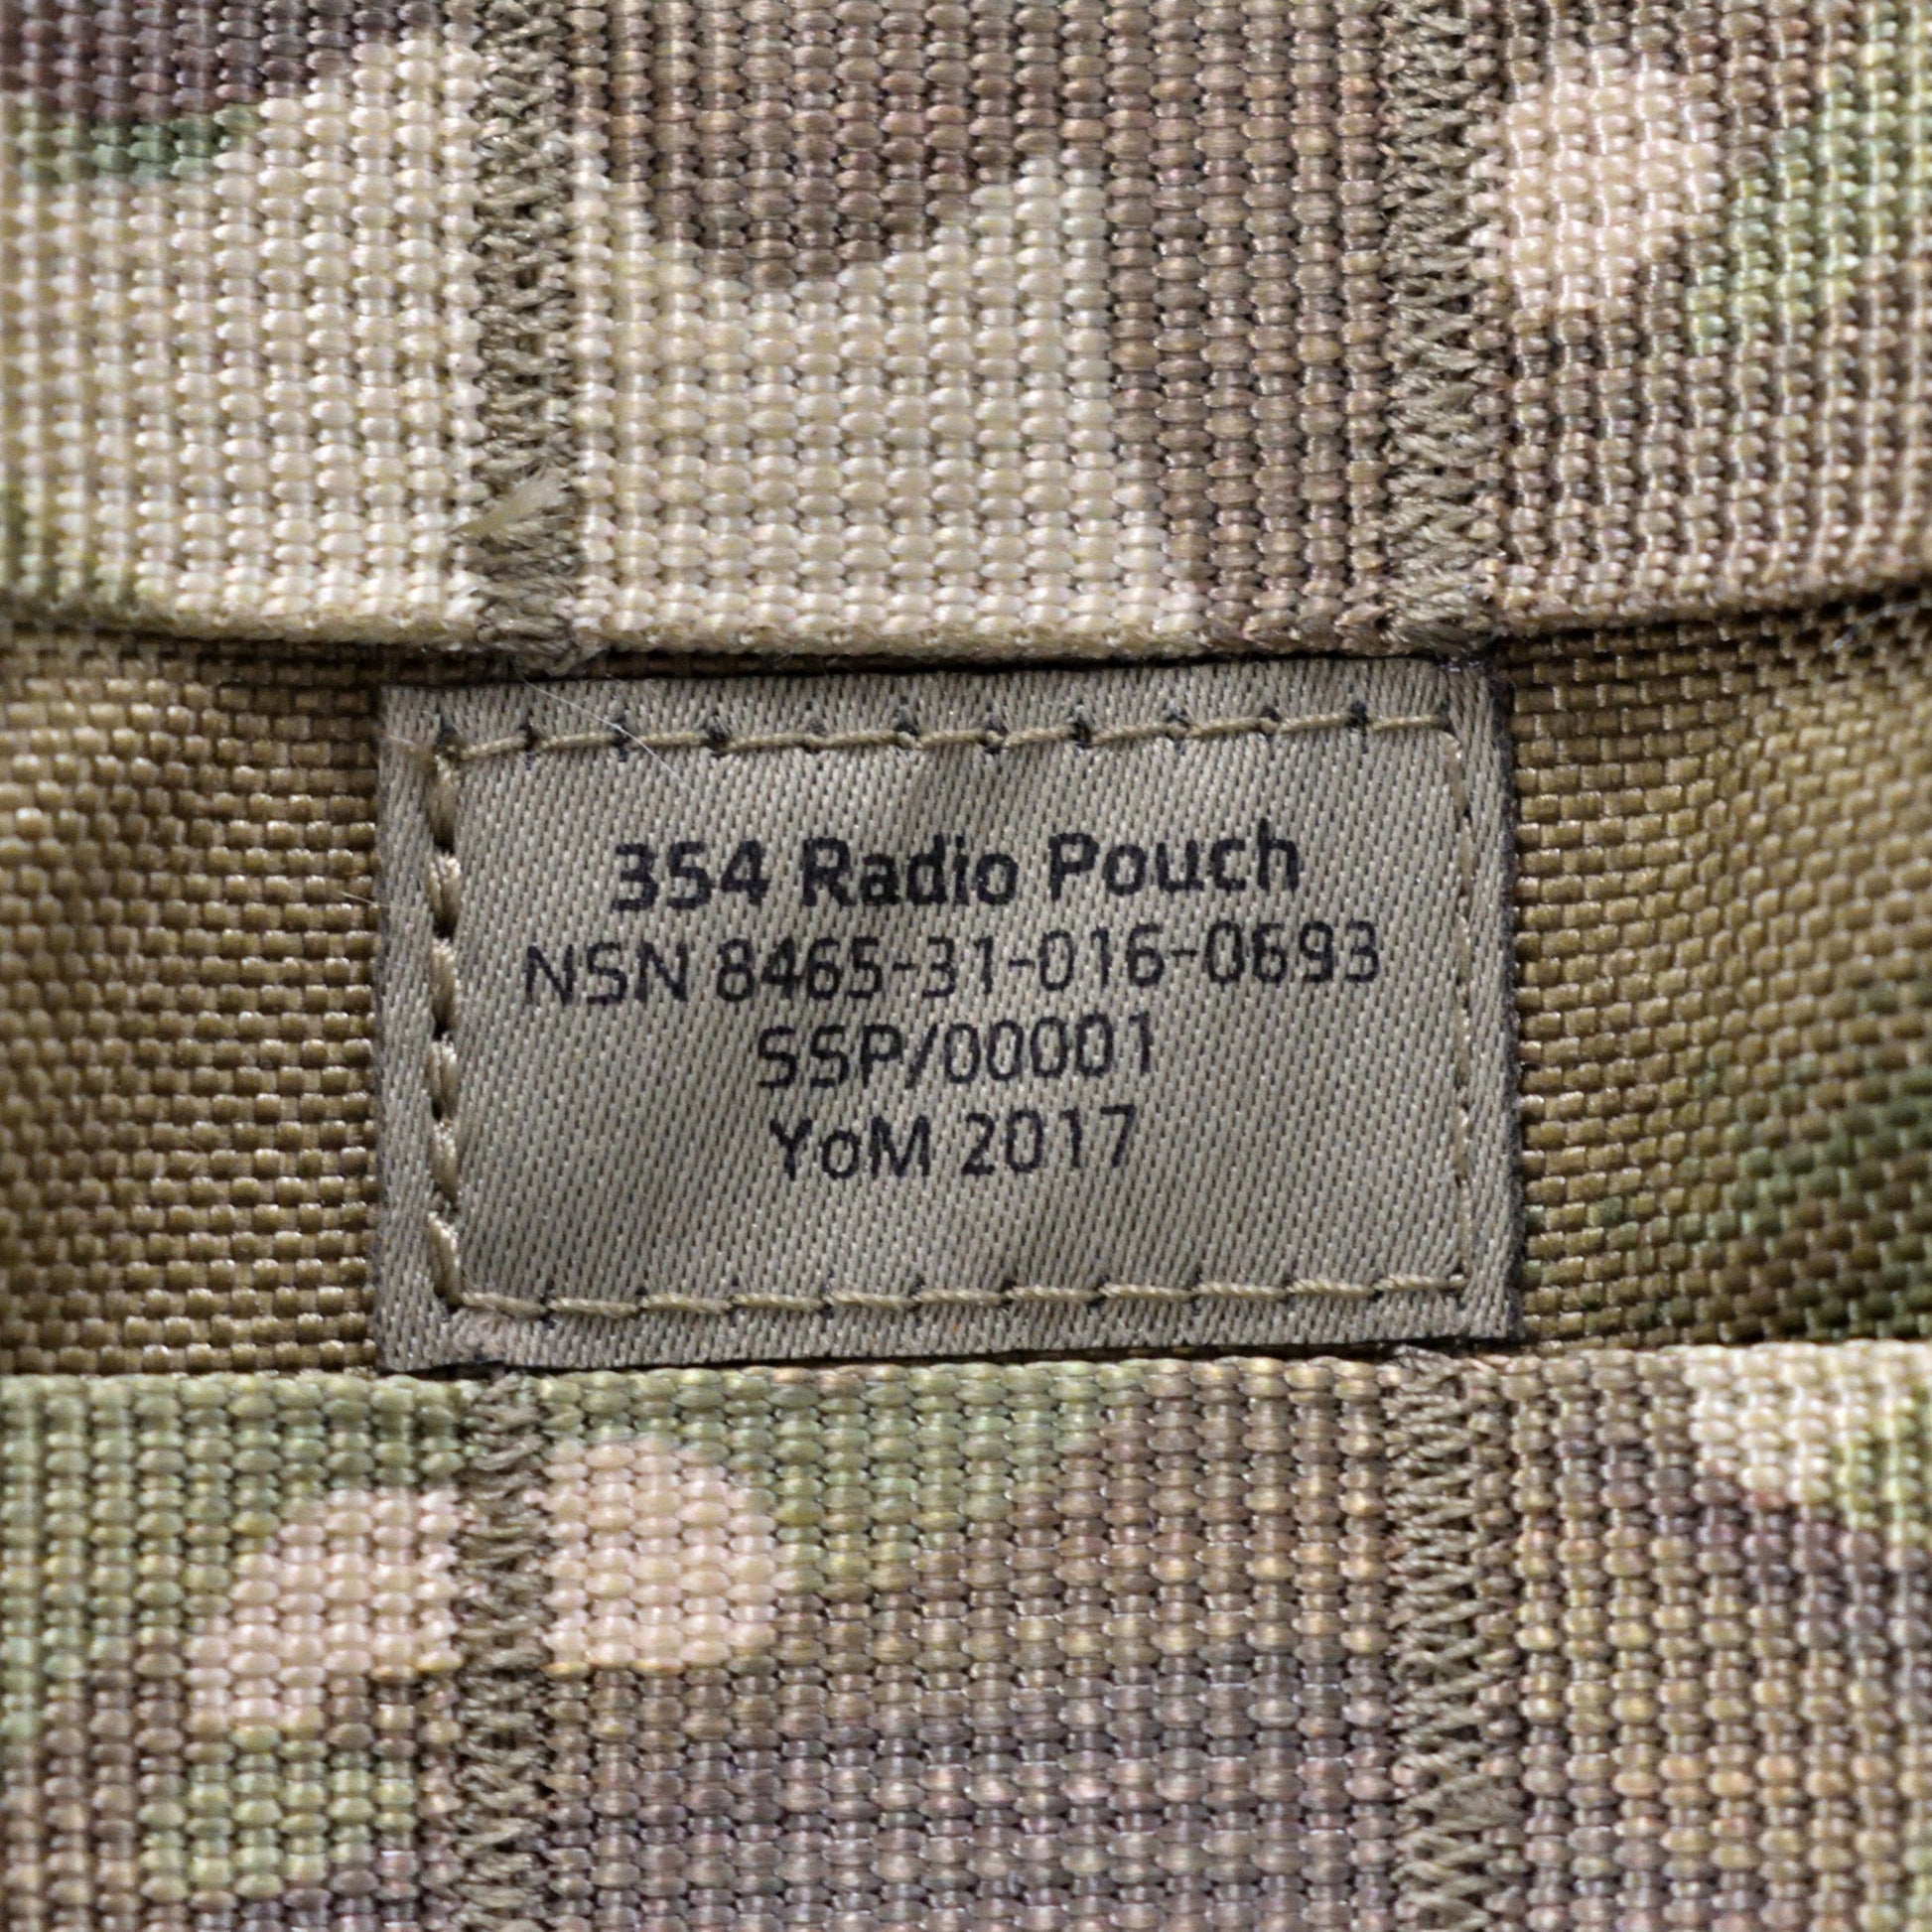 354 Radio Pouch
NSN 8465-31-016-0693
SSP/00001
YoM 2017